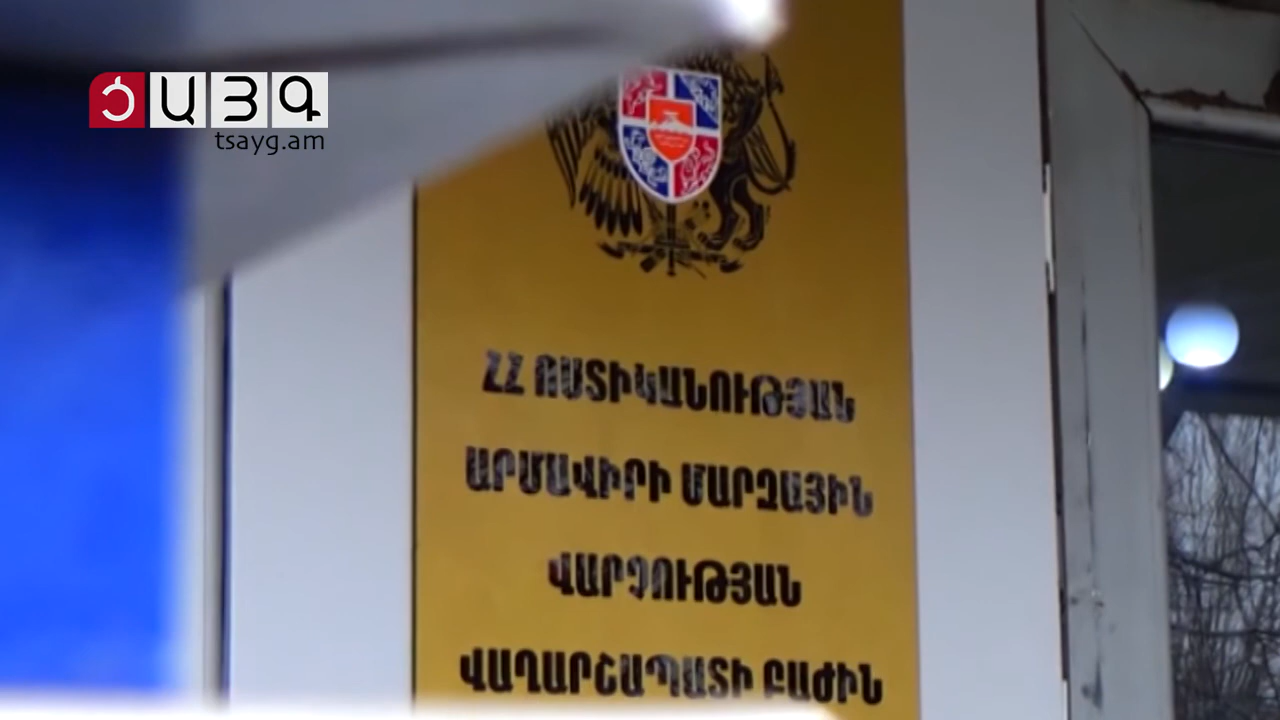 ԾԱՅԳ
tsayg.am
ՀՀ ՈՍՏԻԿԱՆՈՒԹՅԱՆ
ԱՐՄԱՎԻՐԻ ՄԱՐԶԱՅԻՆ
ՎԱՐՉՈՒԹՅԱՆ
ՎԱՂԱՐՇԱՊԱՏԻ ԲԱԺԻՆ